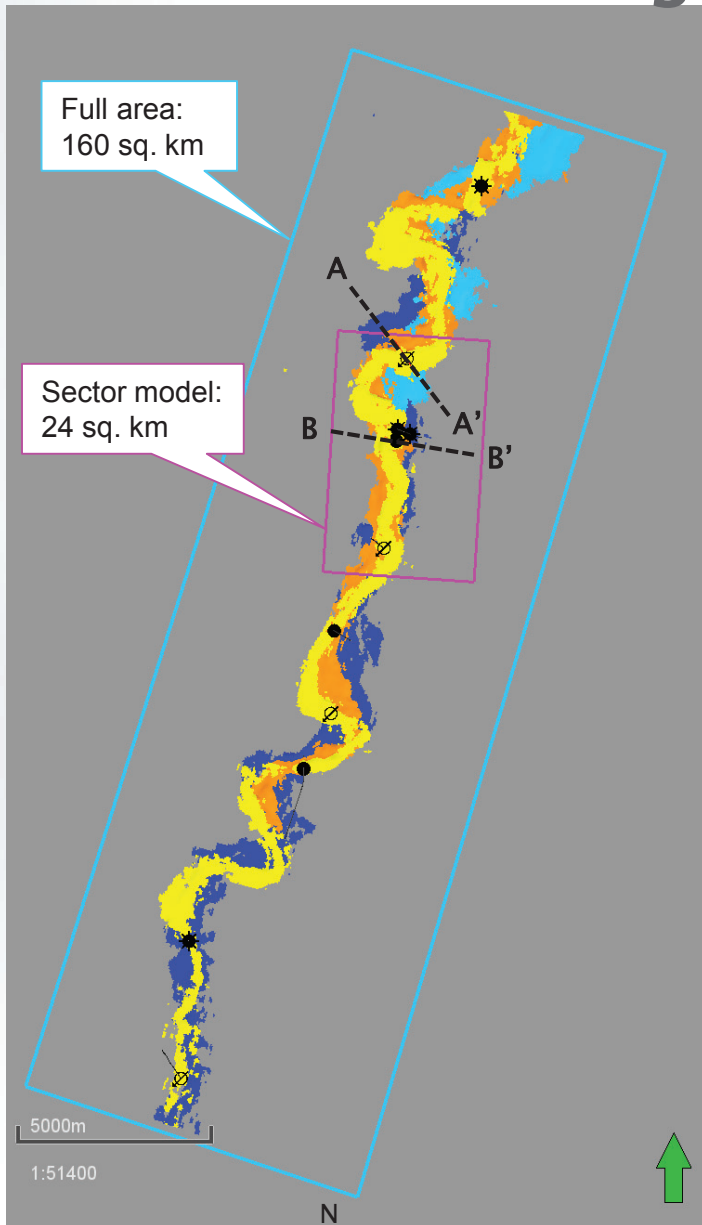 Full area:
160 sq. km
A
Sector model:
24 sq. km
A'
B
B'
5000m
1:51400
N